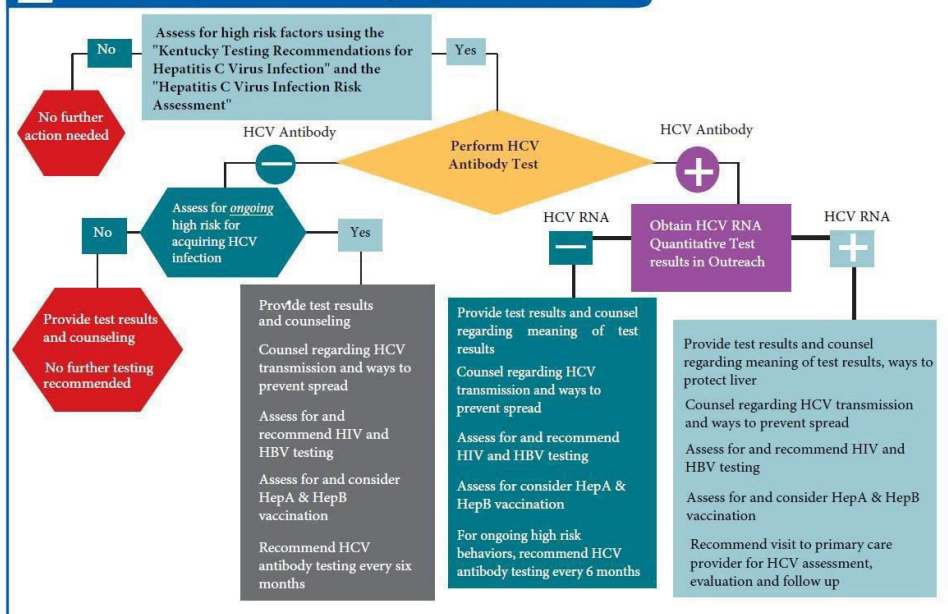 No
Assess for high risk factors using the
"Kentucky Testing Recommendations for
Hepatitis C Virus Infection" and the
"Hepatitis C Virus Infection Risk
Assessment"
Yes
No further
action needed
HCV Antibody
Perform HCV
Antibody Test
HCV Antibody
No
Assess for ongoing
high risk for
acquiring HCV
infection
Yes
HCV RNA
Obtain HCV RNA
Quantitative Test
results in Outreach
HCV RNA
Provide test results
and counseling
No further testing
recommended
Provide test results
and counseling
Counsel regarding HCV
transmission and ways to
prevent spread
Assess for and
recommend HIV and
HBV testing
Assess for and consider
HepA & HepB
vaccination
Recommend HCV
antibody testing every six
months
Provide test results and counsel
regarding meaning of test
results
Counsel regarding HCV
transmission and ways to
prevent spread
Assess for and recommend
HIV and HBV testing
Assess for consider HepA &
HepB vaccination
For ongoing high risk
behaviors, recommend HCV
antibody testing every 6 months
Provide test results and counsel
regarding meaning of test results, ways to
protect liver
Counsel regarding HCV transmission
and ways to prevent spread
Assess for and recommend HIV and
HBV testing
Assess for and consider HepA & HepB
vaccination
Recommend visit to primary care
provider for HCV assessment,
evaluation and follow up